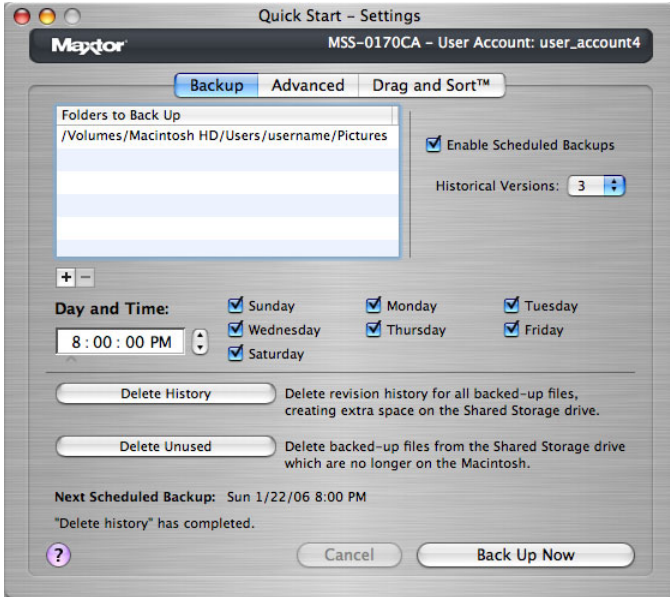 Quick Start – Settings
Maxtor
MSS-0170CA – User Account: user_account4
Backup Advanced Drag and Sort™
Folders to Back Up
/Volumes/Macintosh HD/Users/username/Pictures
Enable Scheduled Backups
Historical Versions: 3
+ –
Day and Time:
8 : 00 : 00 PM
Sunday Monday Tuesday
Wednesday Thursday Friday
Saturday
Delete History
Delete revision history for all backed-up files,
creating extra space on the Shared Storage drive.
Delete Unused
Delete backed-up files from the Shared Storage drive
which are no longer on the Macintosh.
Next Scheduled Backup: Sun 1/22/06 8:00 PM
"Delete history" has completed.
? Cancel Back Up Now